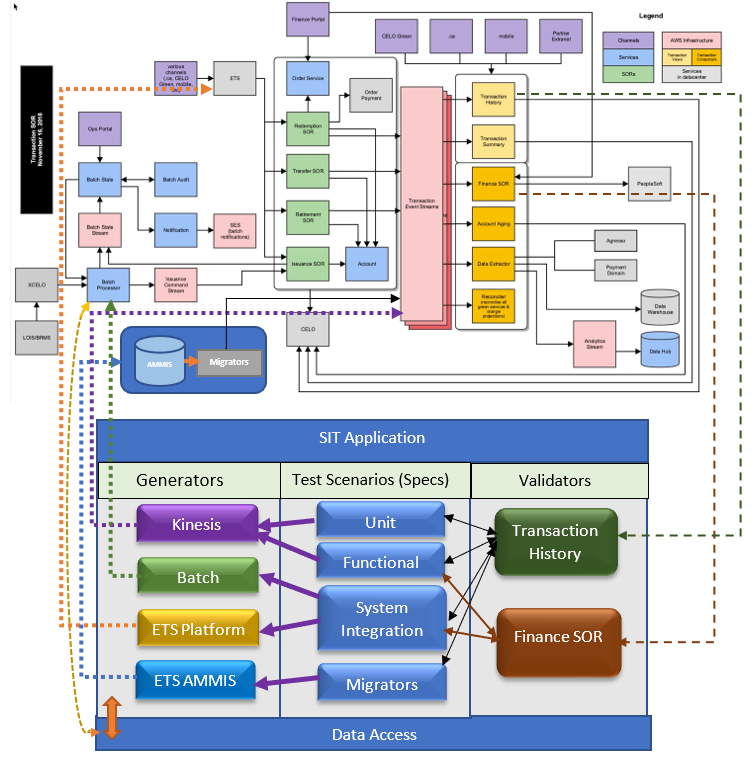 Finance Portal
CELO Green
.ca
mobile
Partner
Extranet
Legend
Channels
AWS Infrastructure
Services
Transaction
Views
Transaction
Consumers
SORs
Services
in datacenter
various
channels
(.ca, CELO
Green, mobile,
ETS
Order Service
Order
Payment
Transaction SOR
November 16, 2018
Ops Portal
Redemption
SOR
Transaction
History
Transaction
Summary
Batch State
Batch Audit
Transfer SOR
Finance SOR
PeopleSoft
Transaction
Event Streams
Batch State
Stream
Notification
SES
(batch
notifications)
Retirement
SOR
Account Aging
Agresso
Issuance SOR
Account
Data Extractor
Payment
Domain
XCELO
Batch
Processor
Issuance
Command
Stream
Reconciler
(reconciles all
green services &
orange
projections)
Data
Warehouse
LOIS/BRMS
CELO
Analytics
Stream
Data Hub
AMMIS
Migrators
SIT Application
Generators
Test Scenarios (Specs)
Validators
Kinesis
Unit
Transaction
History
Batch
Functional
ETS Platform
System
Integration
Finance SOR
ETS AMMIS
Migrators
Data Access